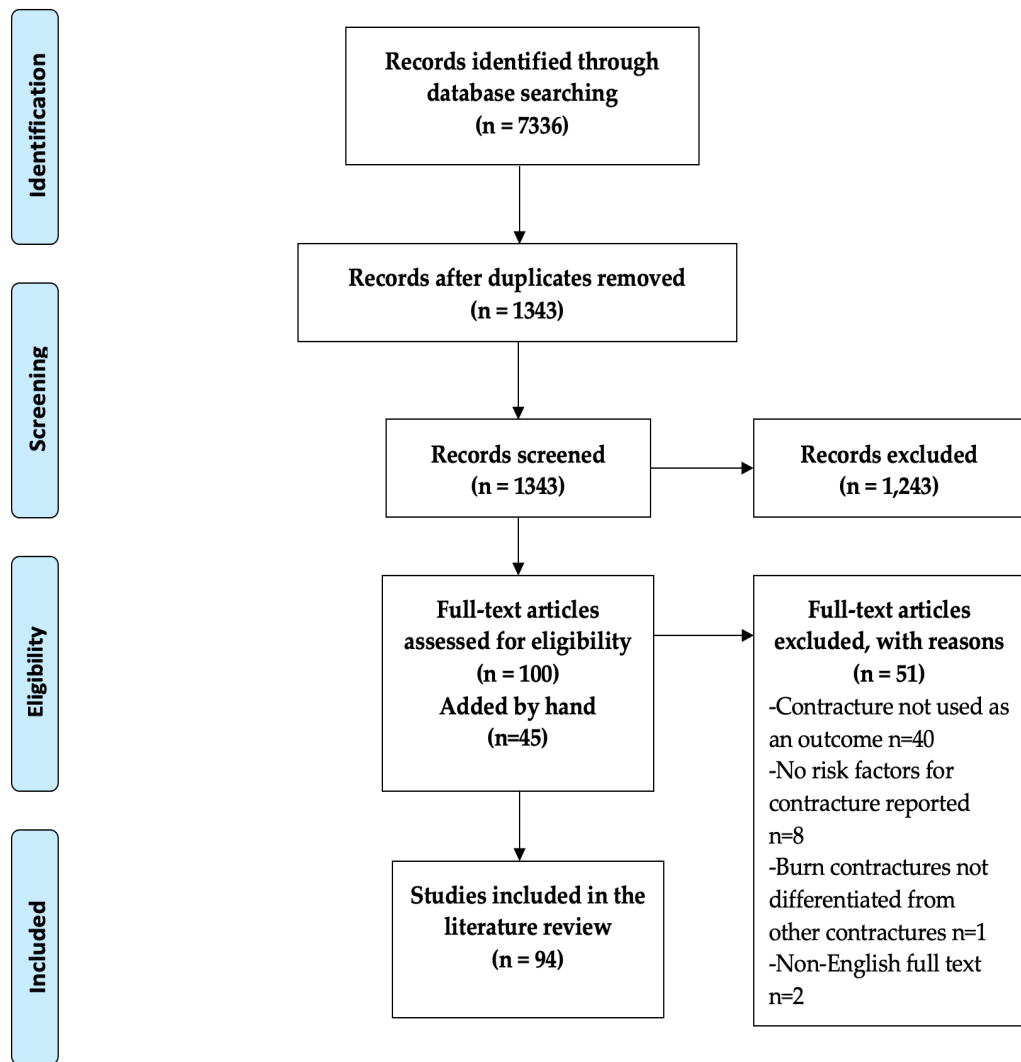 Identification
Records identified through
database searching
(n = 7336)
Records after duplicates removed
(n = 1343)
Screening
Records screened
(n = 1343)
Records excluded
(n = 1,243)
Eligibility
Full-text articles
assessed for eligibility
(n = 100)
Added by hand
(n=45)
Full-text articles
excluded, with reasons
(n = 51)
-Contracture not used as
an outcome n=40
-No risk factors for
contracture reported
n=8
-Burn contractures not
differentiated from
other contractures n=1
-Non-English full text
n=2
Included
Studies included in the
literature review
(n = 94)